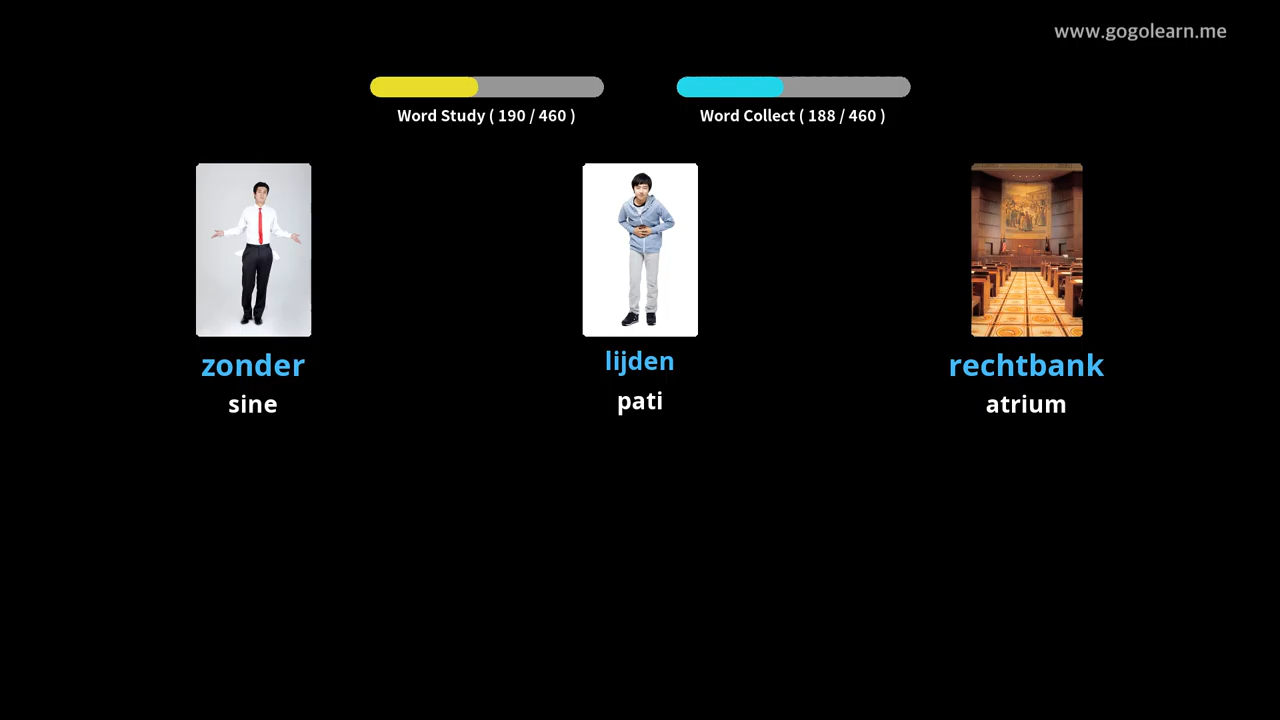 www.gogolearn.me
Word Study ( 190 / 460 )
Word Collect ( 188 / 460 )
zonder
sine
lijden
pati
rechtbank
atrium